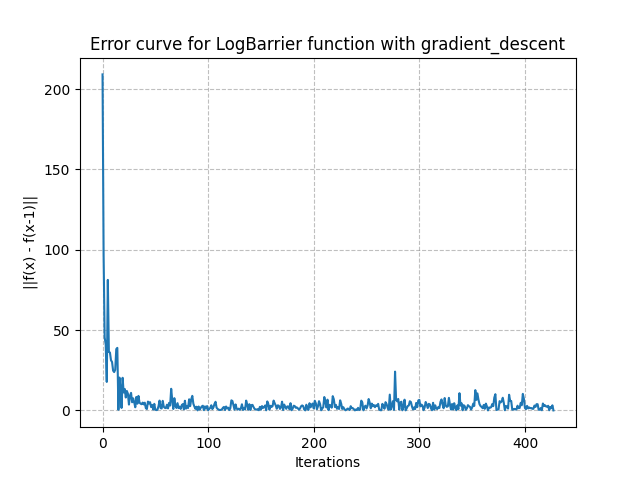 Error curve for LogBarrier function with gradient_descent
||f(x) - f(x-1)||
200
150
100
50
0
0 100 200 300 400
Iterations